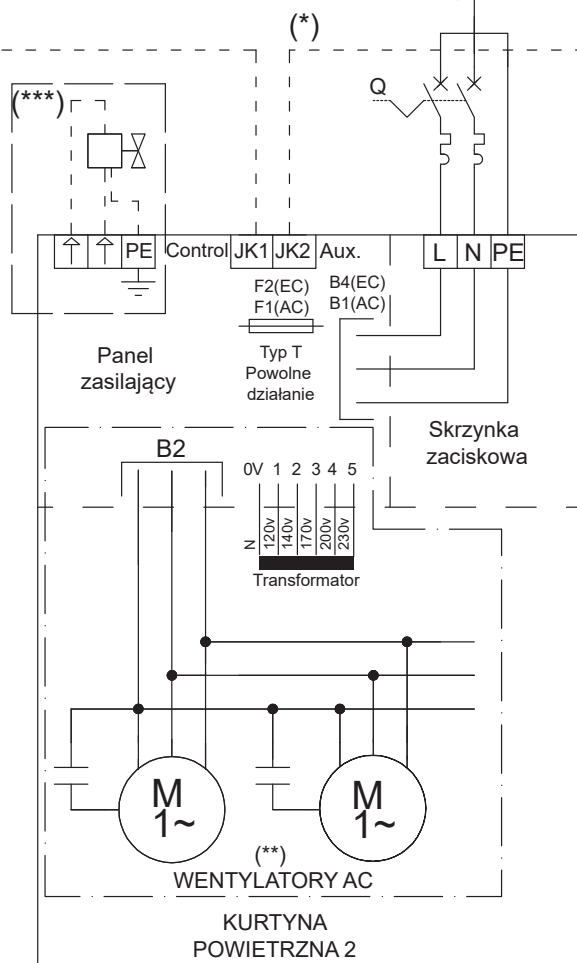 (*)
Q
(***)
PE Control JK1 JK2 Aux. L N PE
F2(EC) B4(EC)
F1(AC) B1(AC)
Typ T
Powolne
działanie
Panel
zasilający
Skrzynka
zaciskowa
B2
0V 1 2 3 4 5
N 120v 140v 170v 200v 230v
Transformator
M
1~
M
1~
(**)
WENTYLATORY AC
KURTYNA
POWIETRZNA 2